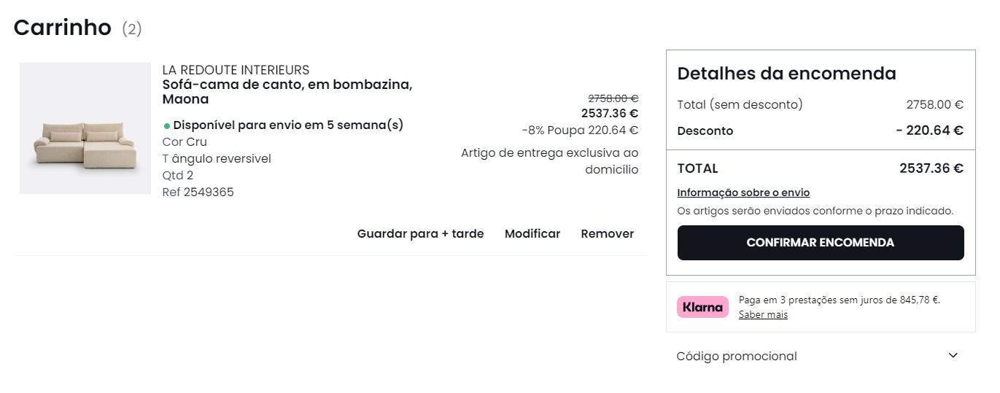 Carrinho (2)
LA REDOUTE INTERIEURS
Sofá-cama de canto, em bombazina,
Maona
Disponível para envio em 5 semana(s)
Cor Cru
T ângulo reversivel
Qtd 2
Ref 2549365
2758.00 €
2537.36 €
-8% Poupa 220.64 €
Artigo de entrega exclusiva ao
domicílio
Guardar para + tarde Modificar Remover
Detalhes da encomenda
Total (sem desconto) 2758.00 €
Desconto - 220.64 €
TOTAL 2537.36 €
Informação sobre o envio
Os artigos serão enviados conforme o prazo indicado.
CONFIRMAR ENCOMENDA
Klarna
Paga em 3 prestações sem juros de 845,78 €.
Saber mais
Código promocional